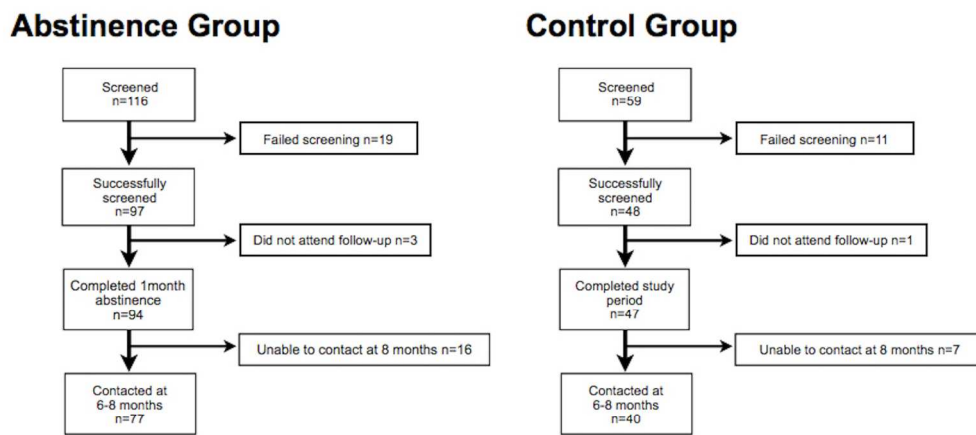 Abstinence Group
Screened
n=116
Failed screening n=19
Successfully
screened
n=97
Did not attend follow-up n=3
Completed 1month
abstinence
n=94
Unable to contact at 8 months n=16
Contacted at
6-8 months
n=77
Control Group
Screened
n=59
Failed screening n=11
Successfully
screened
n=48
Did not attend follow-up n=1
Completed study
period
n=47
Unable to contact at 8 months n=7
Contacted at
6-8 months
n=40